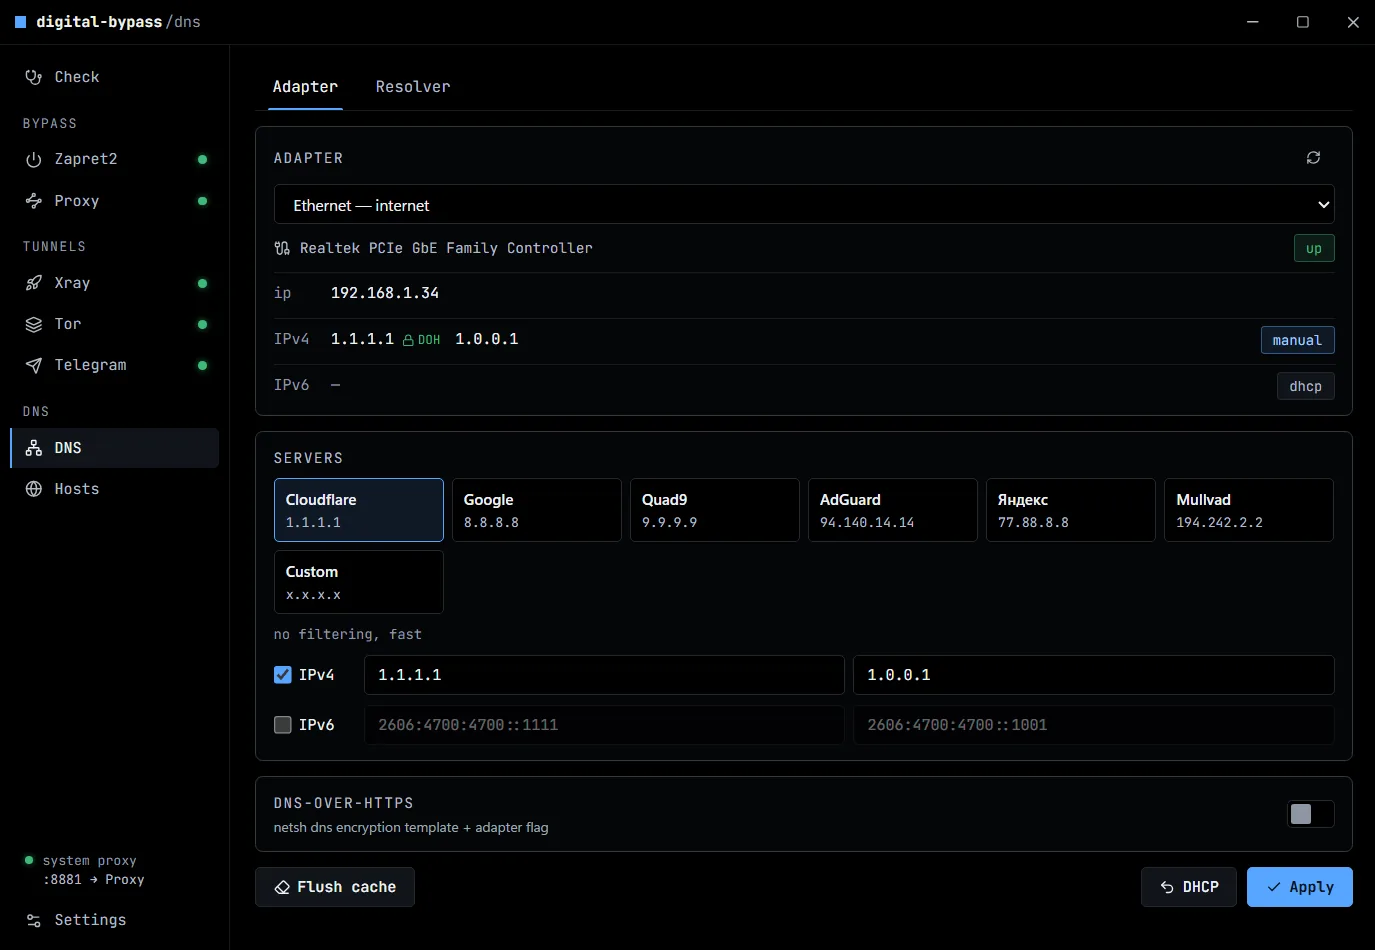 digital-bypass/dns
Check
BYPASS
Zapret2
Proxy
TUNNELS
Xray
Tor
Telegram
DNS
DNS
Hosts
system proxy
:8881 → Proxy
Settings
Adapter Resolver
ADAPTER
Ethernet — internet
Realtek PCIe GbE Family Controller up
ip 192.168.1.34
IPv4 1.1.1.1 DOH 1.0.0.1 manual
IPv6 — dhcp
SERVERS
Cloudflare Google Quad9 AdGuard Яндекс Mullvad
1.1.1.1 8.8.8.8 9.9.9.9 94.140.14.14 77.88.8.8 194.242.2.2
Custom
x.x.x.x
no filtering, fast
IPv4 1.1.1.1 1.0.0.1
IPv6 2606:4700:4700::1111 2606:4700:4700::1001
DNS-OVER-HTTPS
netsh dns encryption template + adapter flag
Flush cache DHCP Apply